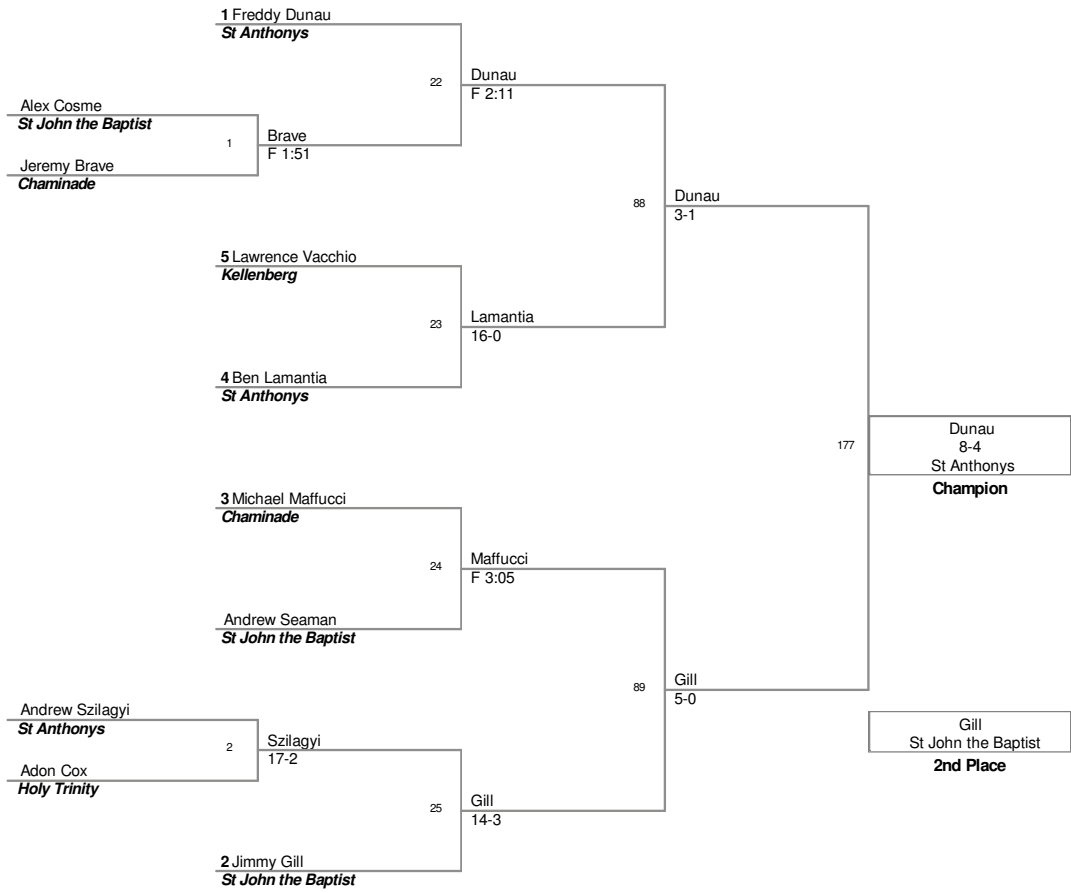 1 Freddy Dunau
St Anthonys
22
Dunau
F 2:11
Alex Cosme
St John the Baptist
1
Brave
F 1:51
Jeremy Brave
Chaminade
88
Dunau
3-1
5 Lawrence Vacchio
Kellenberg
23
Lamantia
16-0
4 Ben Lamantia
St Anthonys
177
Dunau
8-4
St Anthonys
Champion
3 Michael Maffucci
Chaminade
24
Maffucci
F 3:05
Andrew Seaman
St John the Baptist
89
Gill
5-0
Andrew Szilagyi
St Anthonys
2
Szilagyi
17-2
Adon Cox
Holy Trinity
Gill
St John the Baptist
2nd Place
25
Gill
14-3
2 Jimmy Gill
St John the Baptist